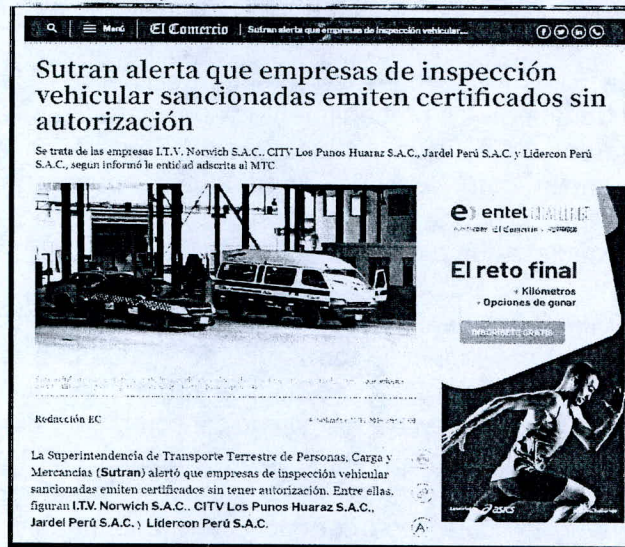 Menú
El Comercio
Sutran alerta que empresas de inspección vehicular...
Sutran alerta que empresas de inspección
vehicular sancionadas emiten certificados sin
autorización
Se trata de las empresas I.T.V. Norwich S.A.C.. CITV Los Punos Huaraz S.A.C., Jardel Perú S.A.C. y Lidercon Perú
S.A.C., segun informó la entidad adscrita al MTC
entel
El Comercio
El reto final
+ Kilómetros
+ Opciones de ganar
INSCRÍBETE GRATIS
Redacción EC
La Superintendencia de Transporte Terrestre de Personas, Carga y
Mercancías (Sutran) alertó que empresas de inspección vehicular
sancionadas emiten certificados sin tener autorización. Entre ellas,
figuran I.T.V. Norwich S.A.C.. CITV Los Punos Huaraz S.A.C.,
Jardel Perú S.A.C. y Lidercon Perú S.A.C.
asics